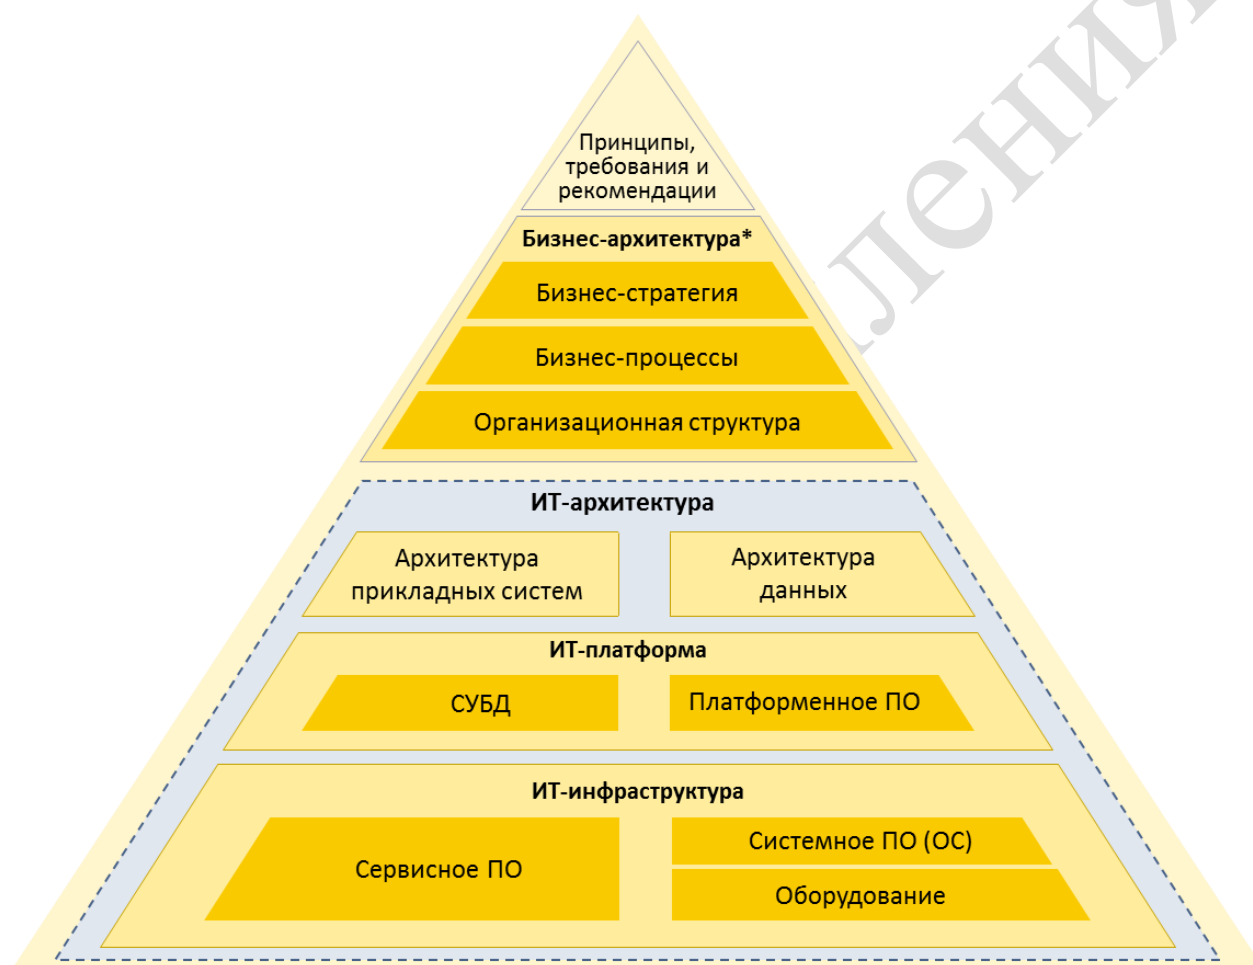 Принципы,
требования и
рекомендации
Бизнес-архитектура*
Бизнес-стратегия
Бизнес-процессы
Организационная структура
ИТ-архитектура
Архитектура
прикладных систем
Архитектура
данных
ИТ-платформа
СУБД
Платформенное ПО
ИТ-инфраструктура
Сервисное ПО
Системное ПО (ОС)
Оборудование